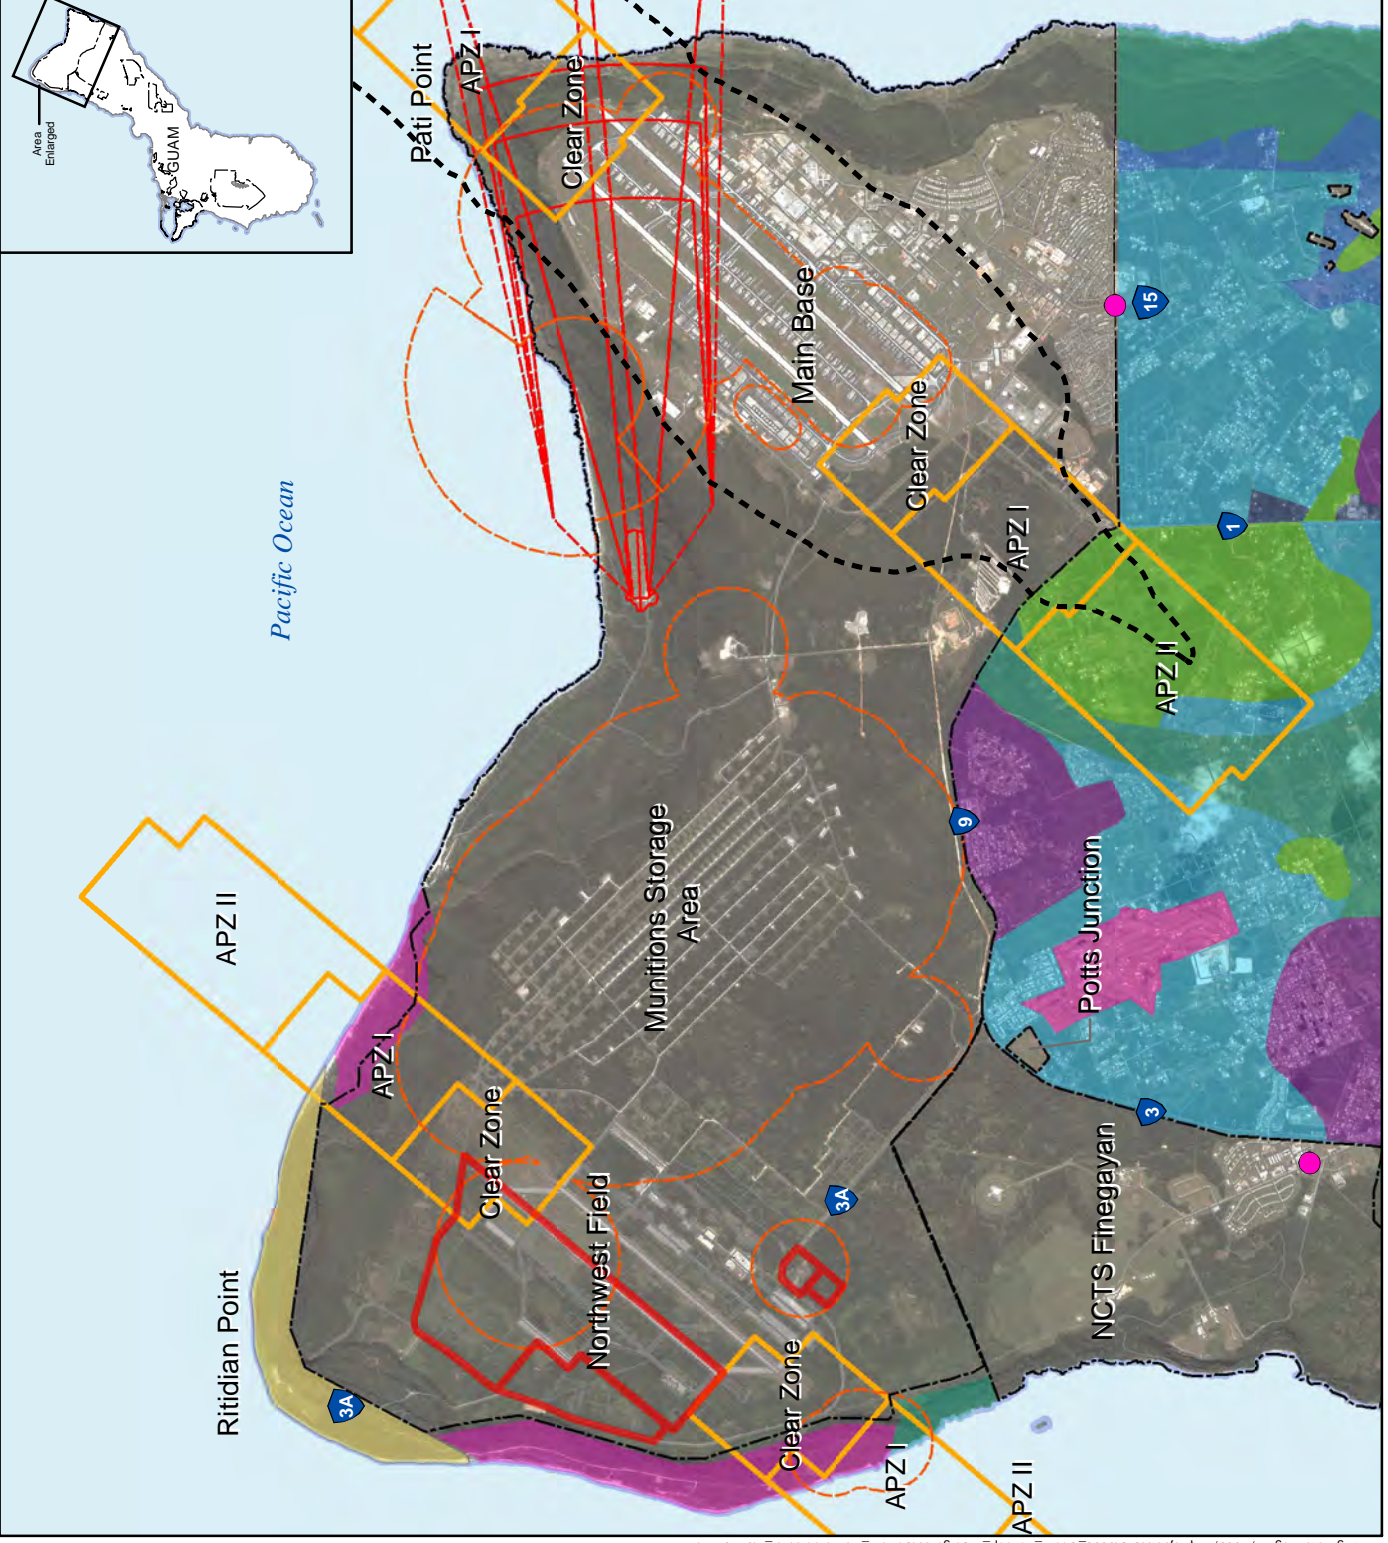 Area
Enlarged
GUAM
Pacific Ocean
Pati Point
APZ I
Clear Zone
Main Base
Clear Zone
APZ I
APZ II
15
1
9
Munitions Storage
Area
Potts Junction
3
APZ II
APZ I
Clear Zone
Northwest Field
3A
NCTS Finegayan
Ritidian Point
3A
Clear Zone
APZ I
APZ II